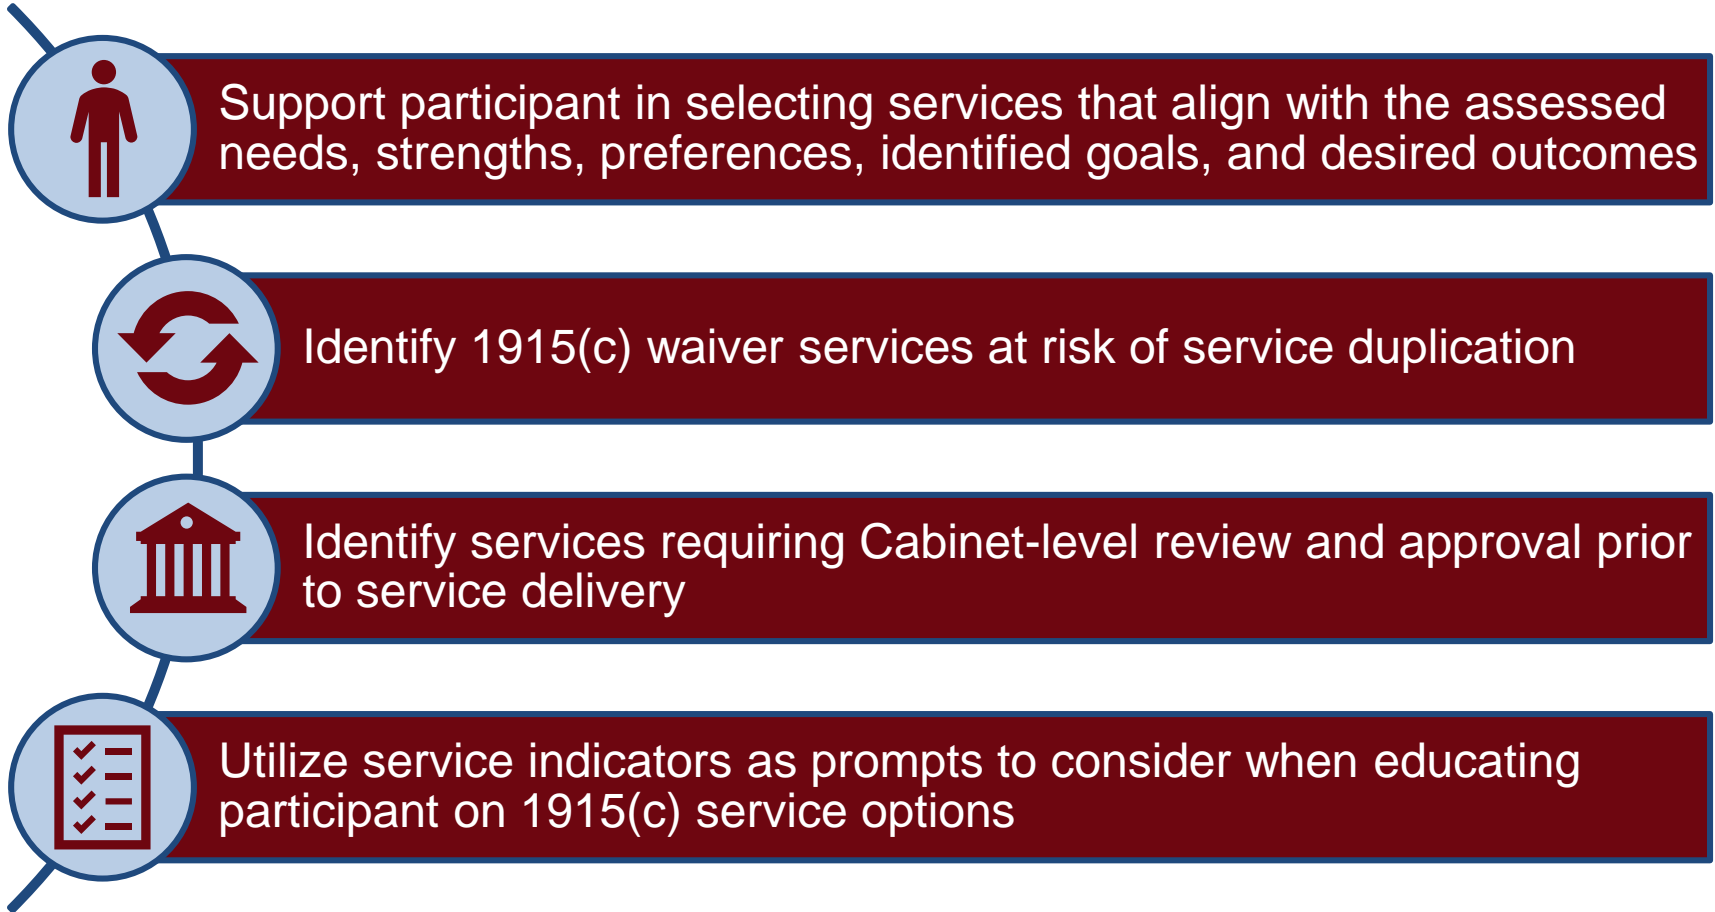 Support participant in selecting services that align with the assessed
needs, strengths, preferences, identified goals, and desired outcomes
Identify 1915(c) waiver services at risk of service duplication
Identify services requiring Cabinet-level review and approval prior
to service delivery
Utilize service indicators as prompts to consider when educating
participant on 1915(c) service options